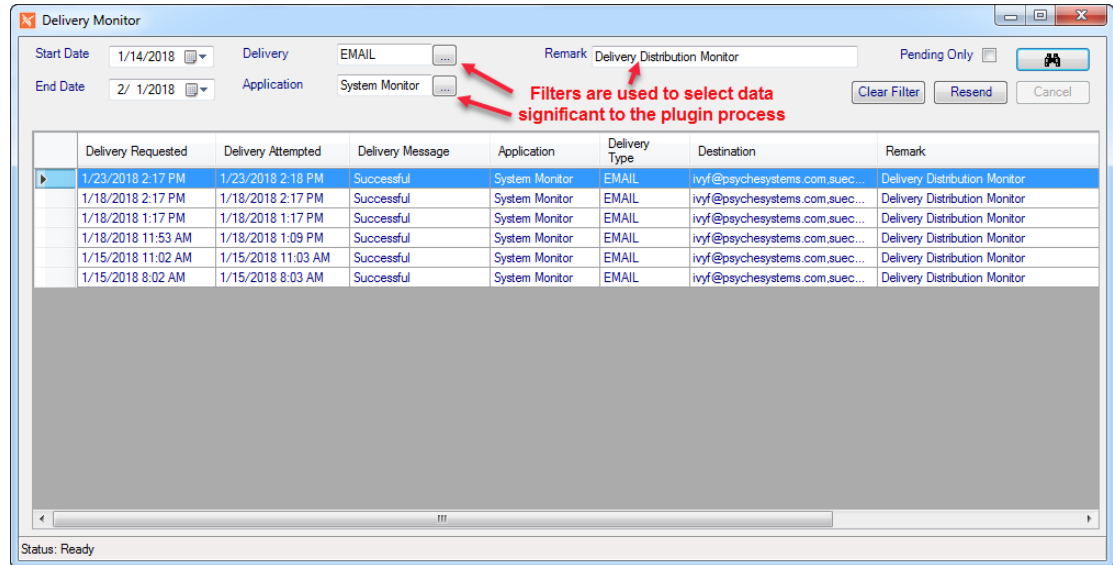 Delivery Monitor
Start Date 1/14/2018 Delivery EMAIL ... Remark Delivery Distribution Monitor Pending Only
End Date 2/ 1/2018 Application System Monitor ... Clear Filter Resend Cancel
Filters are used to select data
significant to the plugin process
Delivery Requested Delivery Attempted Delivery Message Application Delivery Type Destination Remark
1/23/2018 2:17 PM 1/23/2018 2:18 PM Successful System Monitor EMAIL ivyf@psychesystems.com,suec... Delivery Distribution Monitor
1/18/2018 2:17 PM 1/18/2018 2:17 PM Successful System Monitor EMAIL ivyf@psychesystems.com,suec... Delivery Distribution Monitor
1/18/2018 1:17 PM 1/18/2018 1:17 PM Successful System Monitor EMAIL ivyf@psychesystems.com,suec... Delivery Distribution Monitor
1/18/2018 11:53 AM 1/18/2018 1:09 PM Successful System Monitor EMAIL ivyf@psychesystems.com,suec... Delivery Distribution Monitor
1/15/2018 11:02 AM 1/15/2018 11:03 AM Successful System Monitor EMAIL ivyf@psychesystems.com,suec... Delivery Distribution Monitor
1/15/2018 8:02 AM 1/15/2018 8:03 AM Successful System Monitor EMAIL ivyf@psychesystems.com,suec... Delivery Distribution Monitor
Status: Ready